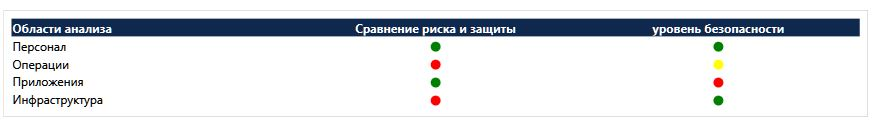 Области анализа Сравнение риска и защиты уровень безопасности
Персонал
Операции
Приложения
Инфраструктура